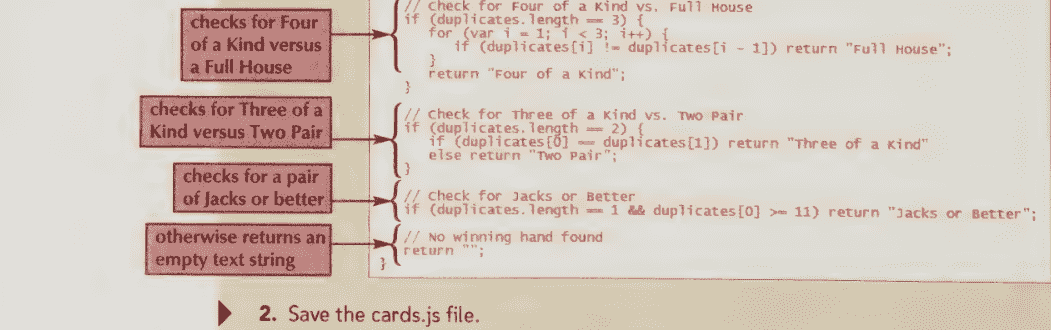 checks for Four
of a Kind versus
a Full House
// Check for Four of a Kind vs. Full House
if (duplicates.length == 3) {
for (var i = 1; i < 3; i++) {
if (duplicates[i] != duplicates[i - 1]) return "Full House";
}
return "Four of a Kind";
}
checks for Three of a
Kind versus Two Pair
// Check for Three of a Kind vs. Two Pair
if (duplicates.length == 2) {
if (duplicates[0] == duplicates[1]) return "Three of a Kind"
else return "Two Pair";
}
checks for a pair
of Jacks or better
// Check for Jacks or Better
if (duplicates.length == 1 && duplicates[0] >= 11) return "Jacks or Better";
otherwise returns an
empty text string
// No winning hand found
return "";
}
2. Save the cards.js file.